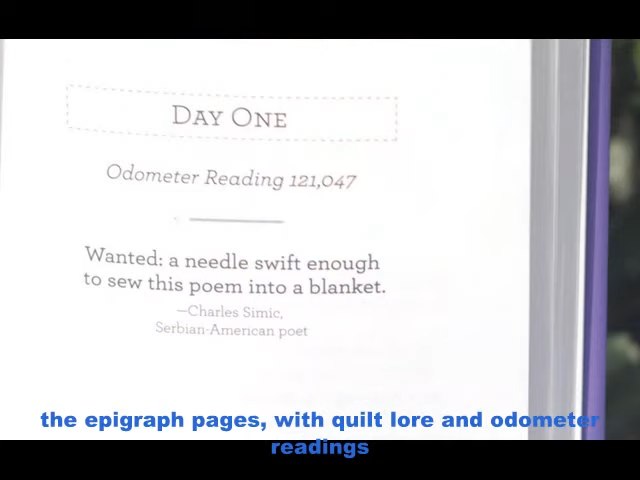 DAY ONE
Odometer Reading 121,047
Wanted: a needle swift enough
to sew this poem into a blanket.
—Charles Simic,
Serbian-American poet
the epigraph pages, with quilt lore and odometer
readings